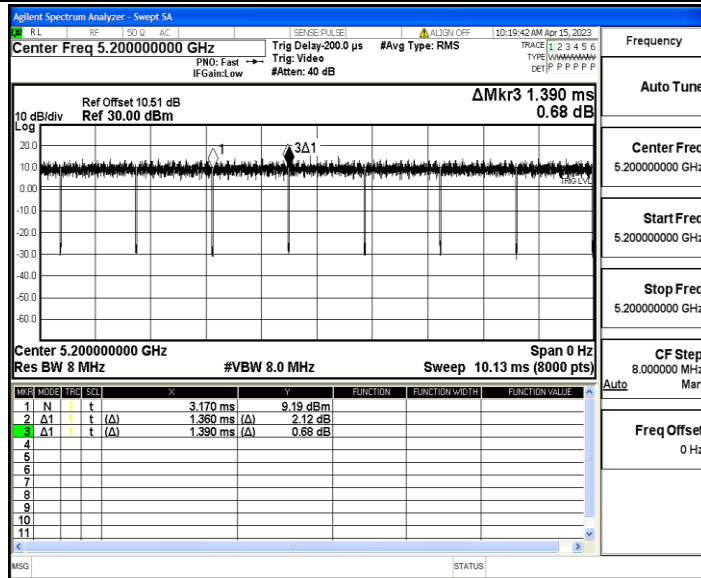 Agilent Spectrum Analyzer - Swept SA
RL RF 50 Ω AC SENSE:PULSE ALIGN OFF 10:19:42 AM Apr 15, 2023
Center Freq 5.200000000 GHz
PNO: Fast
IFGain:Low
Trig Delay-200.0 µs
Trig: Video
#Atten: 40 dB
#Avg Type: RMS
TRACE 1 2 3 4 5 6
TYPE WWWWWW
DET P P P P P P
Ref Offset 10.51 dB
10 dB/div Ref 30.00 dBm
Log
ΔMkr3 1.390 ms
0.68 dB
20.0
10.0
0.00
-10.0
-20.0
-30.0
-40.0
-50.0
-60.0
1
3Δ1
TRIG LVL
Center 5.200000000 GHz Span 0 Hz
Res BW 8 MHz #VBW 8.0 MHz Sweep 10.13 ms (8000 pts)
MKR MODE TRC SCL X Y FUNCTION FUNCTION WIDTH FUNCTION VALUE
1 N 1 t 3.170 ms 9.19 dBm
2 Δ1 1 t (Δ) 1.360 ms (Δ) 2.12 dB
3 Δ1 1 t (Δ) 1.390 ms (Δ) 0.68 dB
4
5
6
7
8
9
10
11
MSG STATUS
Frequency
Auto Tune
Center Freq
5.200000000 GHz
Start Freq
5.200000000 GHz
Stop Freq
5.200000000 GHz
CF Step
8.000000 MHz
Auto Man
Freq Offset
0 Hz